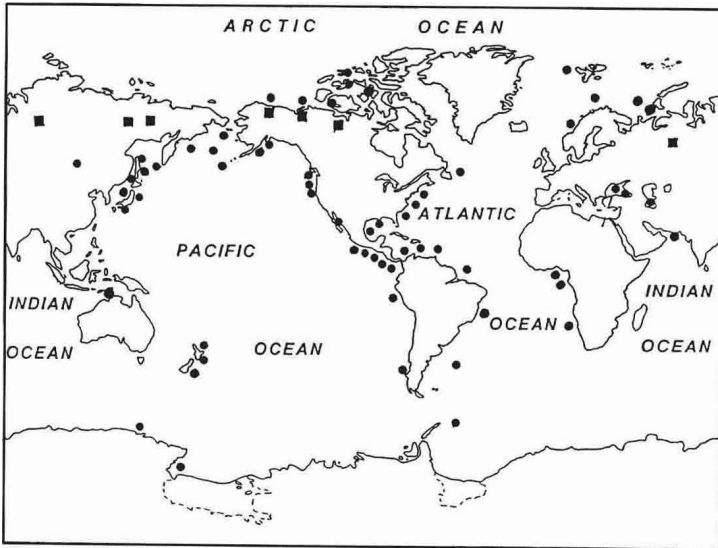 ARCTIC OCEAN
ATLANTIC
PACIFIC
INDIAN OCEAN INDIAN
OCEAN OCEAN OCEAN